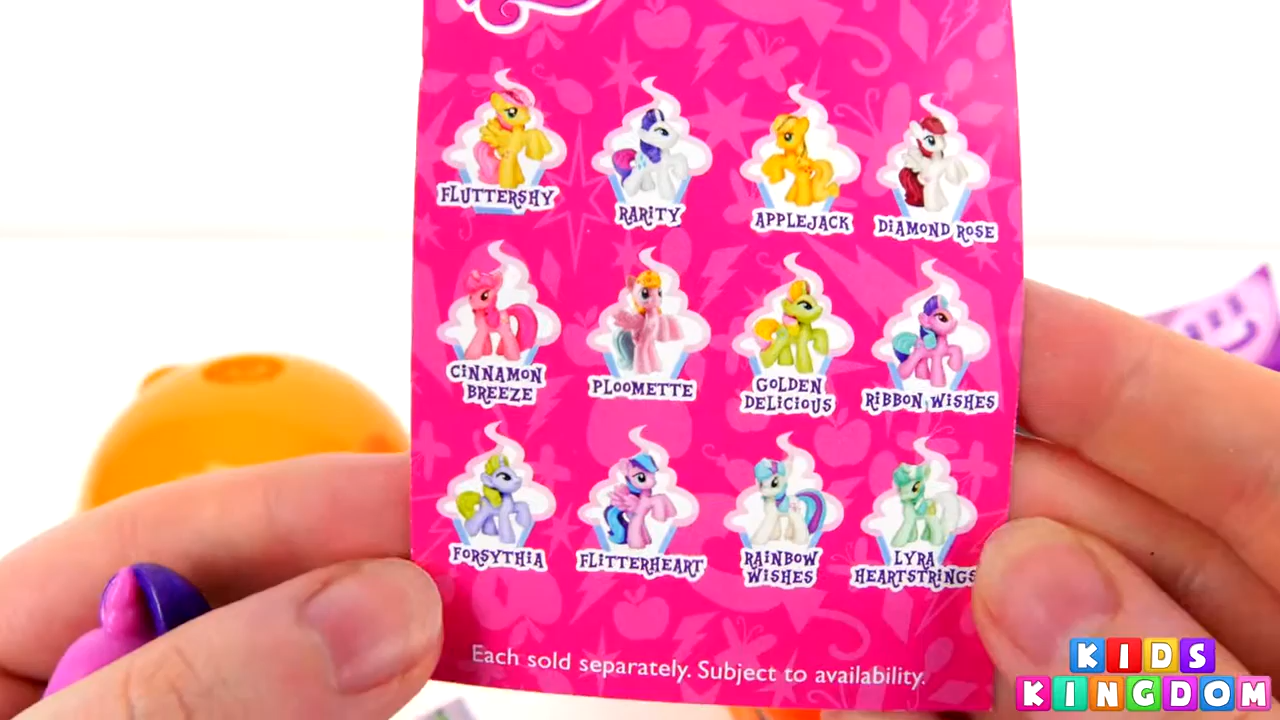 FLUTTERSHY
RARITY
APPLEJACK
DIAMOND ROSE
CINNAMON
BREEZE
PLOOMETTE
GOLDEN
DELICIOUS
RIBBON WISHES
FORSYTHIA
FLITTERHEART
RAINBOW
WISHES
LYRA
HEARTSTRINGS
Each sold separately. Subject to availability.
KIDS
KINGDOM